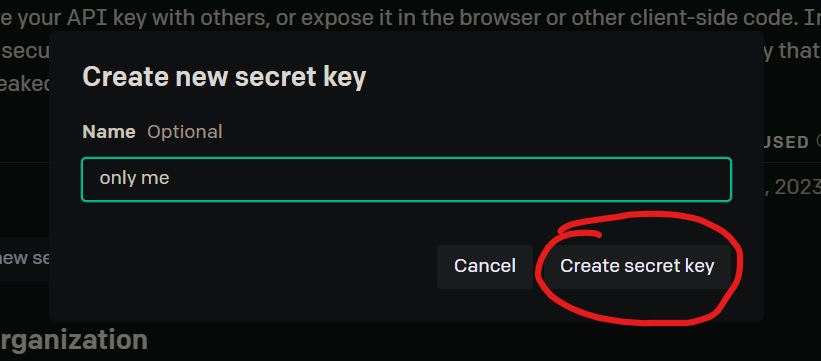 e your API key with others, or expose it in the browser or other client-side code. In
secu
y that
eaked
Create new secret key
Name Optional
USED
only me
, 2023
new se
Cancel Create secret key
rganization